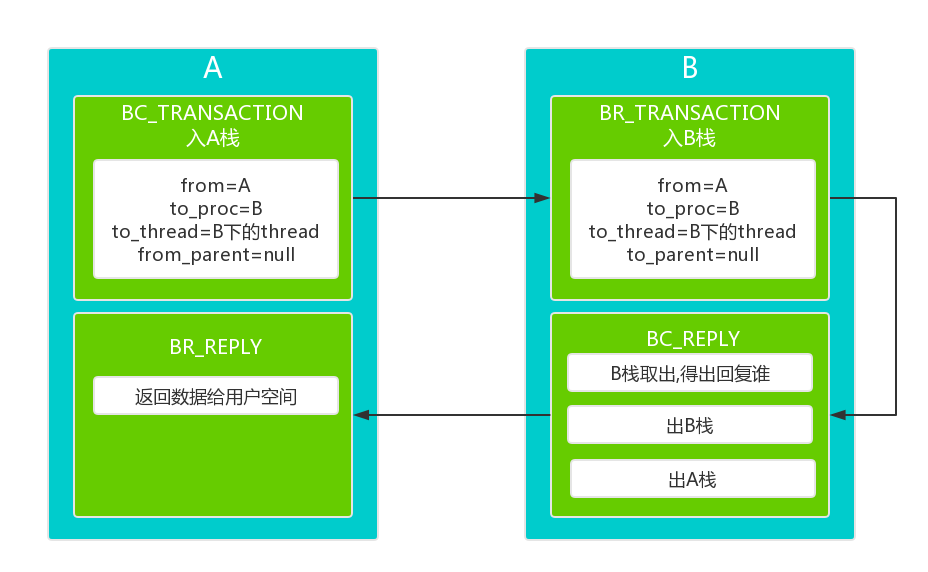 A
BC_TRANSACTION
入A栈
from=A
to_proc=B
to_thread=B下的thread
from_parent=null
BR_REPLY
返回数据给用户空间
B
BR_TRANSACTION
入B栈
from=A
to_proc=B
to_thread=B下的thread
to_parent=null
BC_REPLY
B栈取出,得出回复谁
出B栈
出A栈